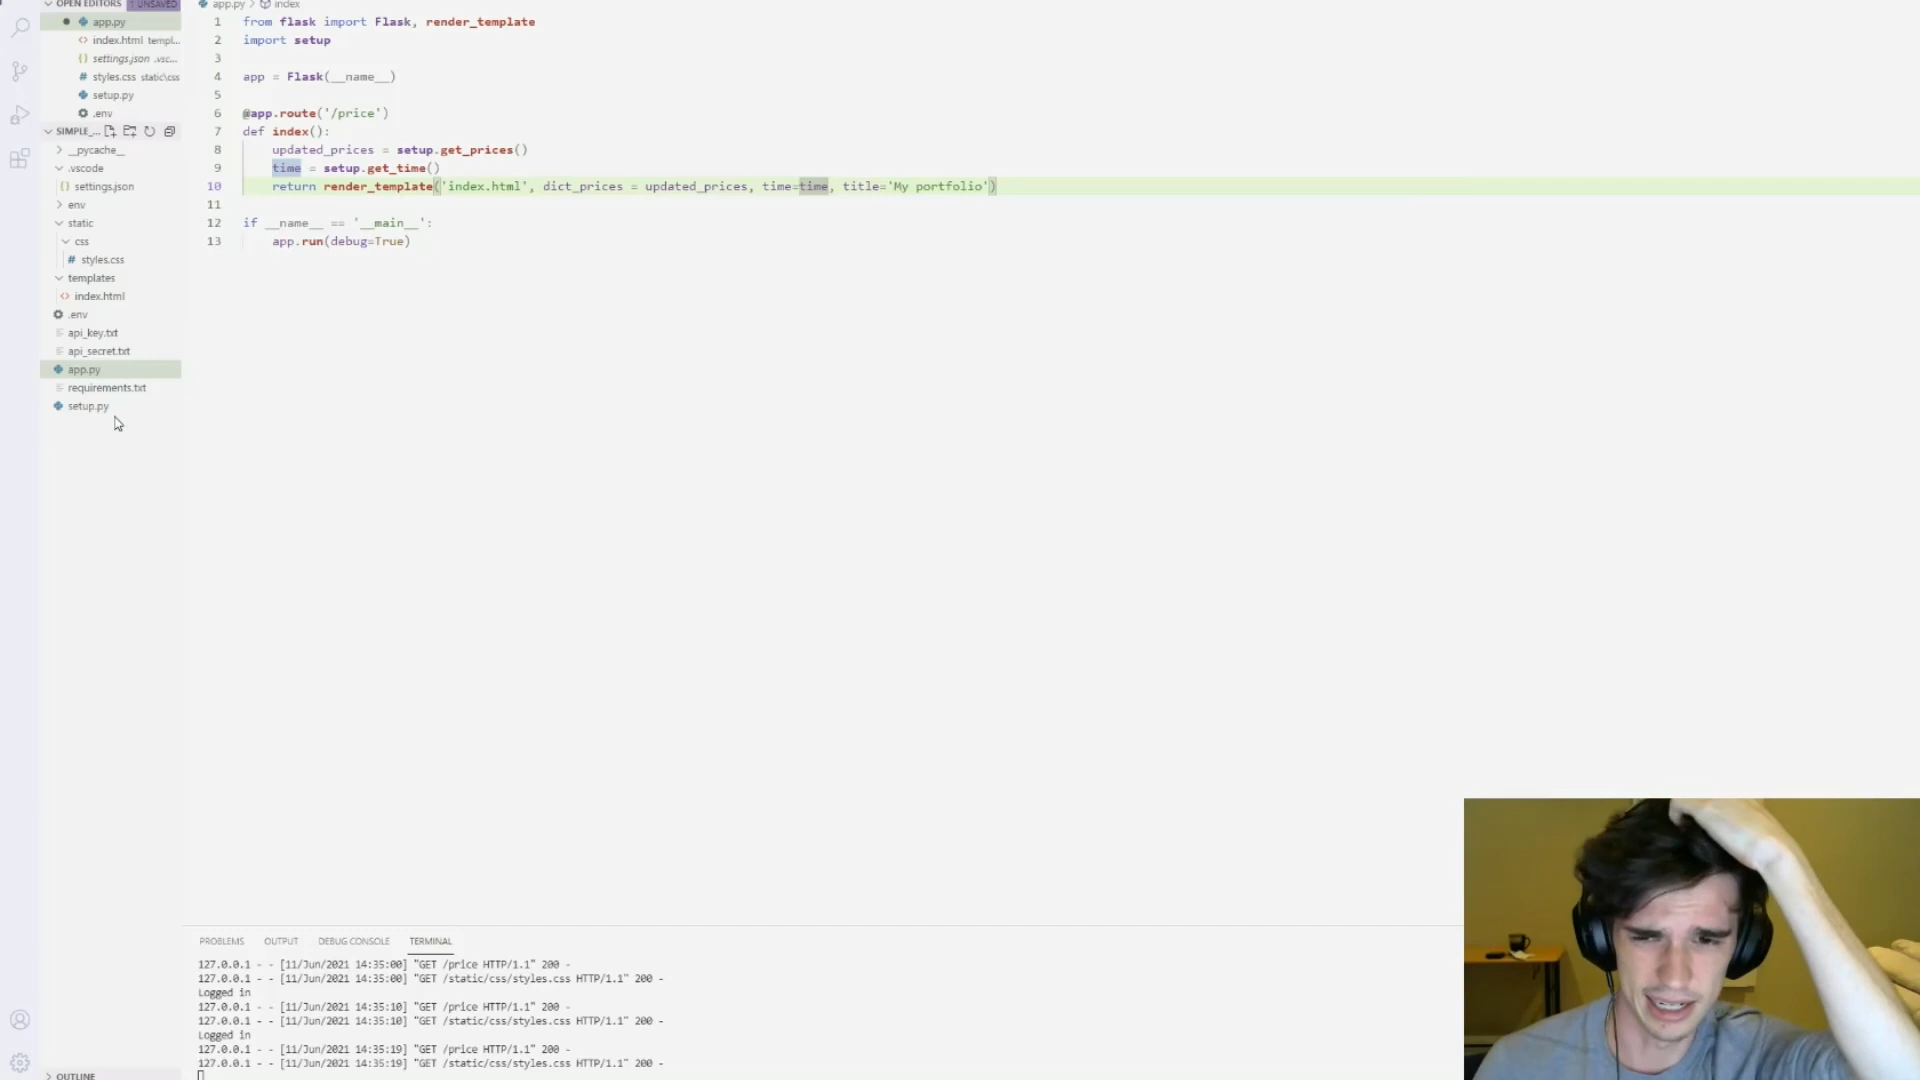 OPEN EDITORS
1 UNSAVED
app.py
index.html templ...
settings.json .vsc...
styles.css static\css
setup.py
.env
SIMPLE_...
__pycache__
.vscode
settings.json
env
static
css
styles.css
templates
index.html
.env
api_key.txt
api_secret.txt
app.py
requirements.txt
setup.py
OUTLINE
app.py > index
1 from flask import Flask, render_template
2 import setup
3
4 app = Flask(__name__)
5
6 @app.route('/price')
7 def index():
8 updated_prices = setup.get_prices()
9 time = setup.get_time()
10 return render_template('index.html', dict_prices = updated_prices, time=time, title='My portfolio')
11
12 if __name__ == '__main__':
13 app.run(debug=True)
PROBLEMS OUTPUT DEBUG CONSOLE TERMINAL
127.0.0.1 - - [11/Jun/2021 14:35:00] "GET /price HTTP/1.1" 200 -
127.0.0.1 - - [11/Jun/2021 14:35:00] "GET /static/css/styles.css HTTP/1.1" 200 -
Logged in
127.0.0.1 - - [11/Jun/2021 14:35:10] "GET /price HTTP/1.1" 200 -
127.0.0.1 - - [11/Jun/2021 14:35:10] "GET /static/css/styles.css HTTP/1.1" 200 -
Logged in
127.0.0.1 - - [11/Jun/2021 14:35:19] "GET /price HTTP/1.1" 200 -
127.0.0.1 - - [11/Jun/2021 14:35:19] "GET /static/css/styles.css HTTP/1.1" 200 -